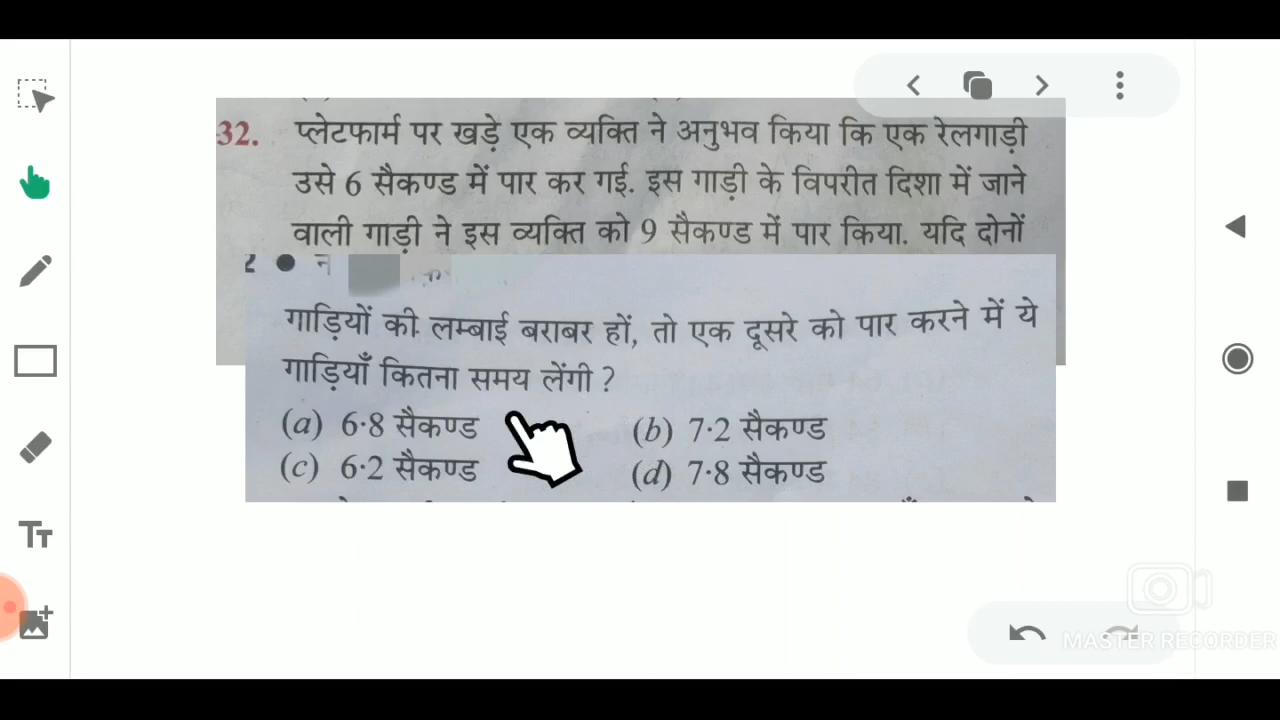 32. प्लेटफार्म पर खड़े एक व्यक्ति ने अनुभव किया कि एक रेलगाड़ी
उसे 6 सैकण्ड में पार कर गई. इस गाड़ी के विपरीत दिशा में जाने
वाली गाड़ी ने इस व्यक्ति को 9 सैकण्ड में पार किया. यदि दोनों
गाड़ियों की लम्बाई बराबर हों, तो एक दूसरे को पार करने में ये
गाड़ियाँ कितना समय लेंगी ?
(a) 6·8 सैकण्ड (b) 7·2 सैकण्ड
(c) 6·2 सैकण्ड (d) 7·8 सैकण्ड
Tт
MASTER RECORDER